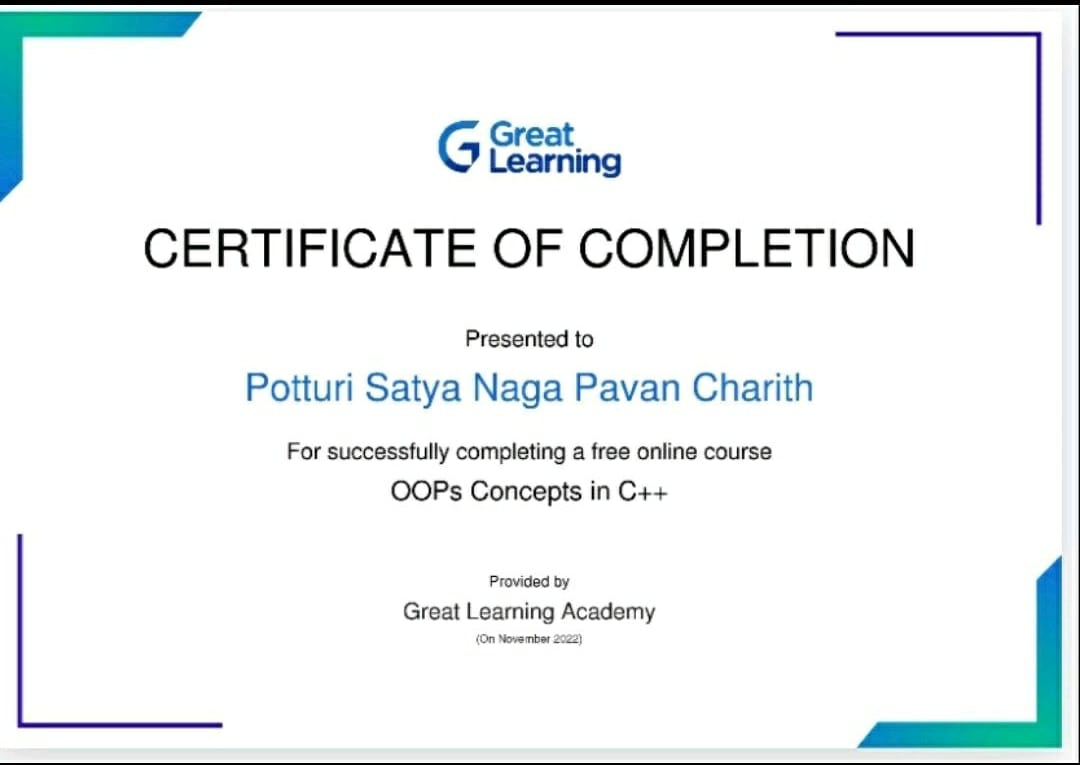 Great
Learning
CERTIFICATE OF COMPLETION
Presented to
Potturi Satya Naga Pavan Charith
For successfully completing a free online course
OOPs Concepts in C++
Provided by
Great Learning Academy
(On November 2022)